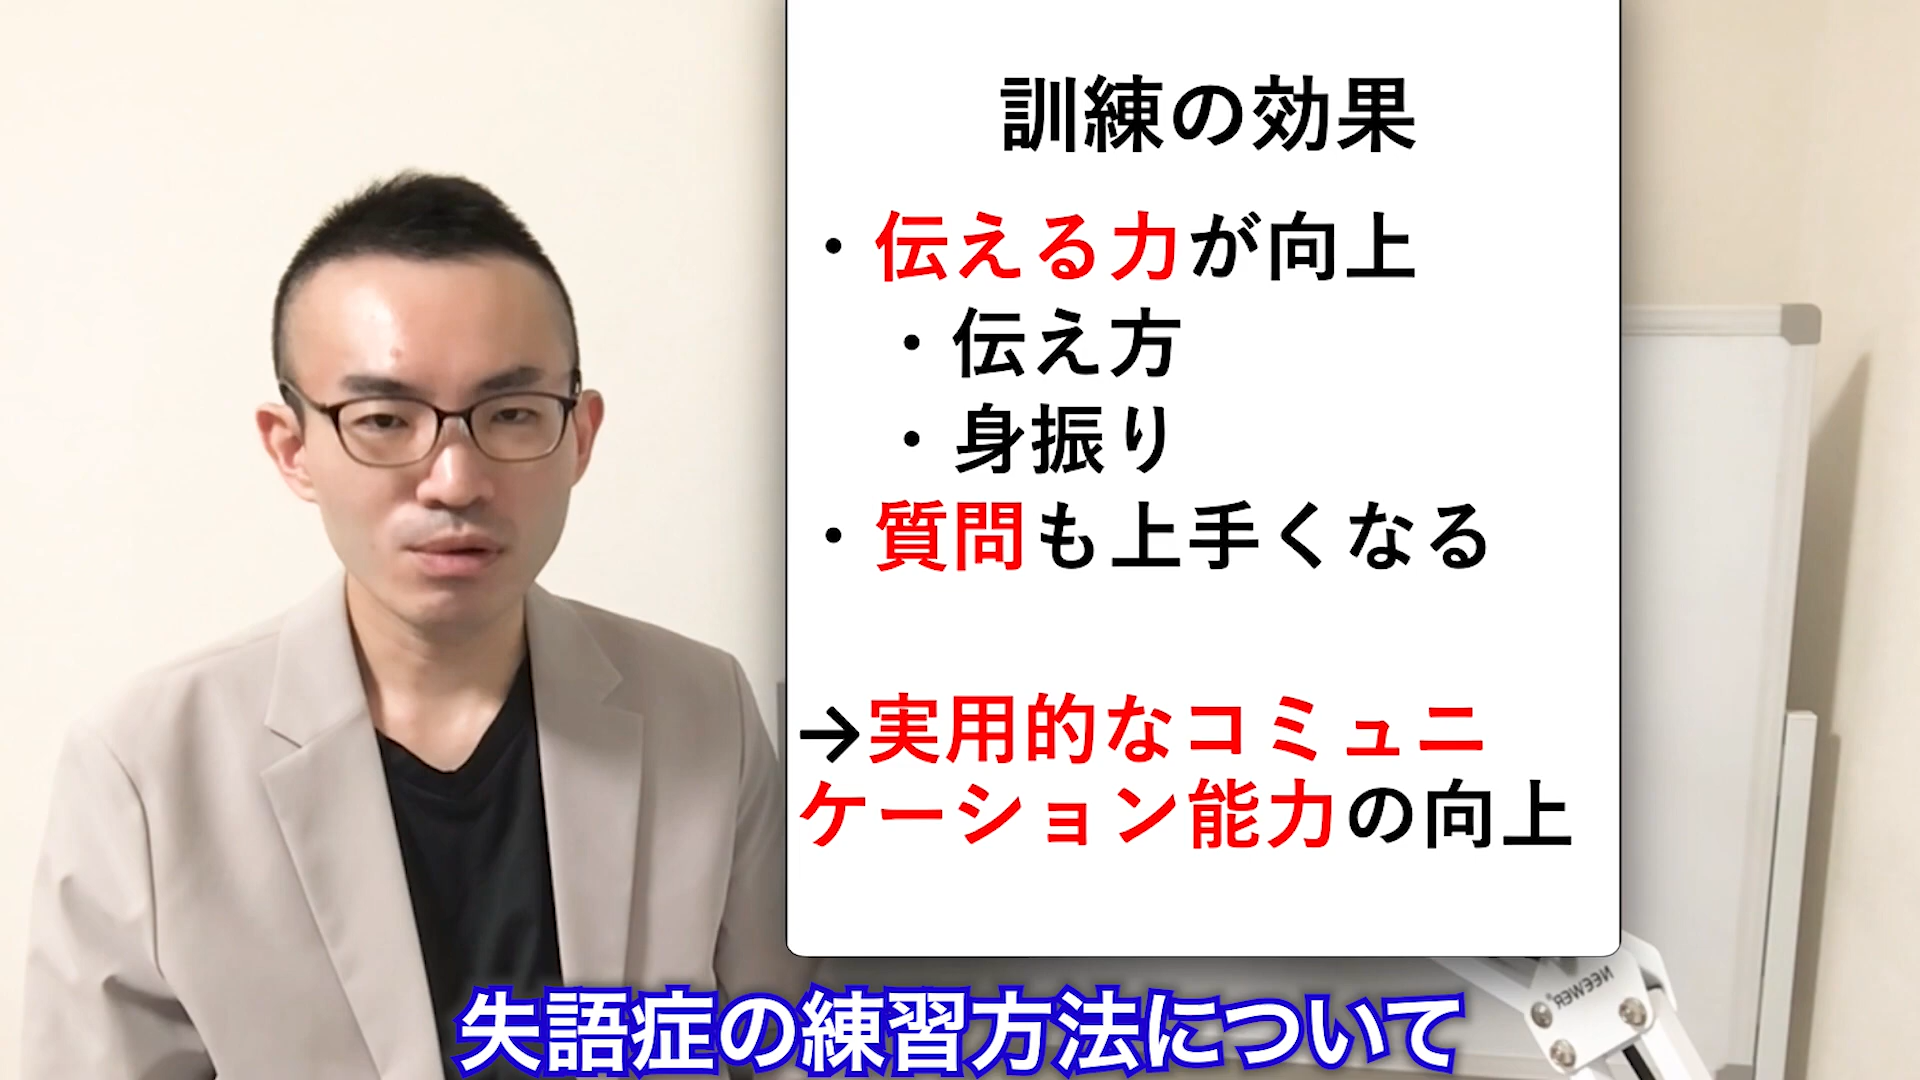 訓練の効果
・伝える力が向上
・伝え方
・身振り
・質問も上手くなる
→実用的なコミュニ
ケーション能力の向上
NEEWER
失語症の練習方法について